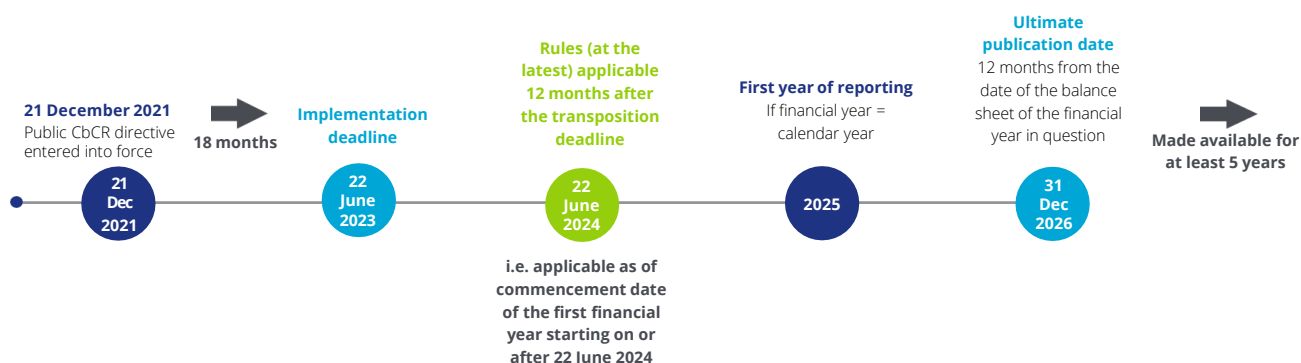 21 December 2021
Public CbCR directive
entered into force
18 months
Implementation
deadline
Rules (at the
latest) applicable
12 months after
the transposition
deadline
First year of reporting
If financial year =
calendar year
Ultimate
publication date
12 months from the
date of the balance
sheet of the financial
year in question
Made available for
at least 5 years
21
Dec
2021
22
June
2023
22
June
2024
2025
31
Dec
2026
i.e. applicable as of
commencement date
of the first financial
year starting on or
after 22 June 2024